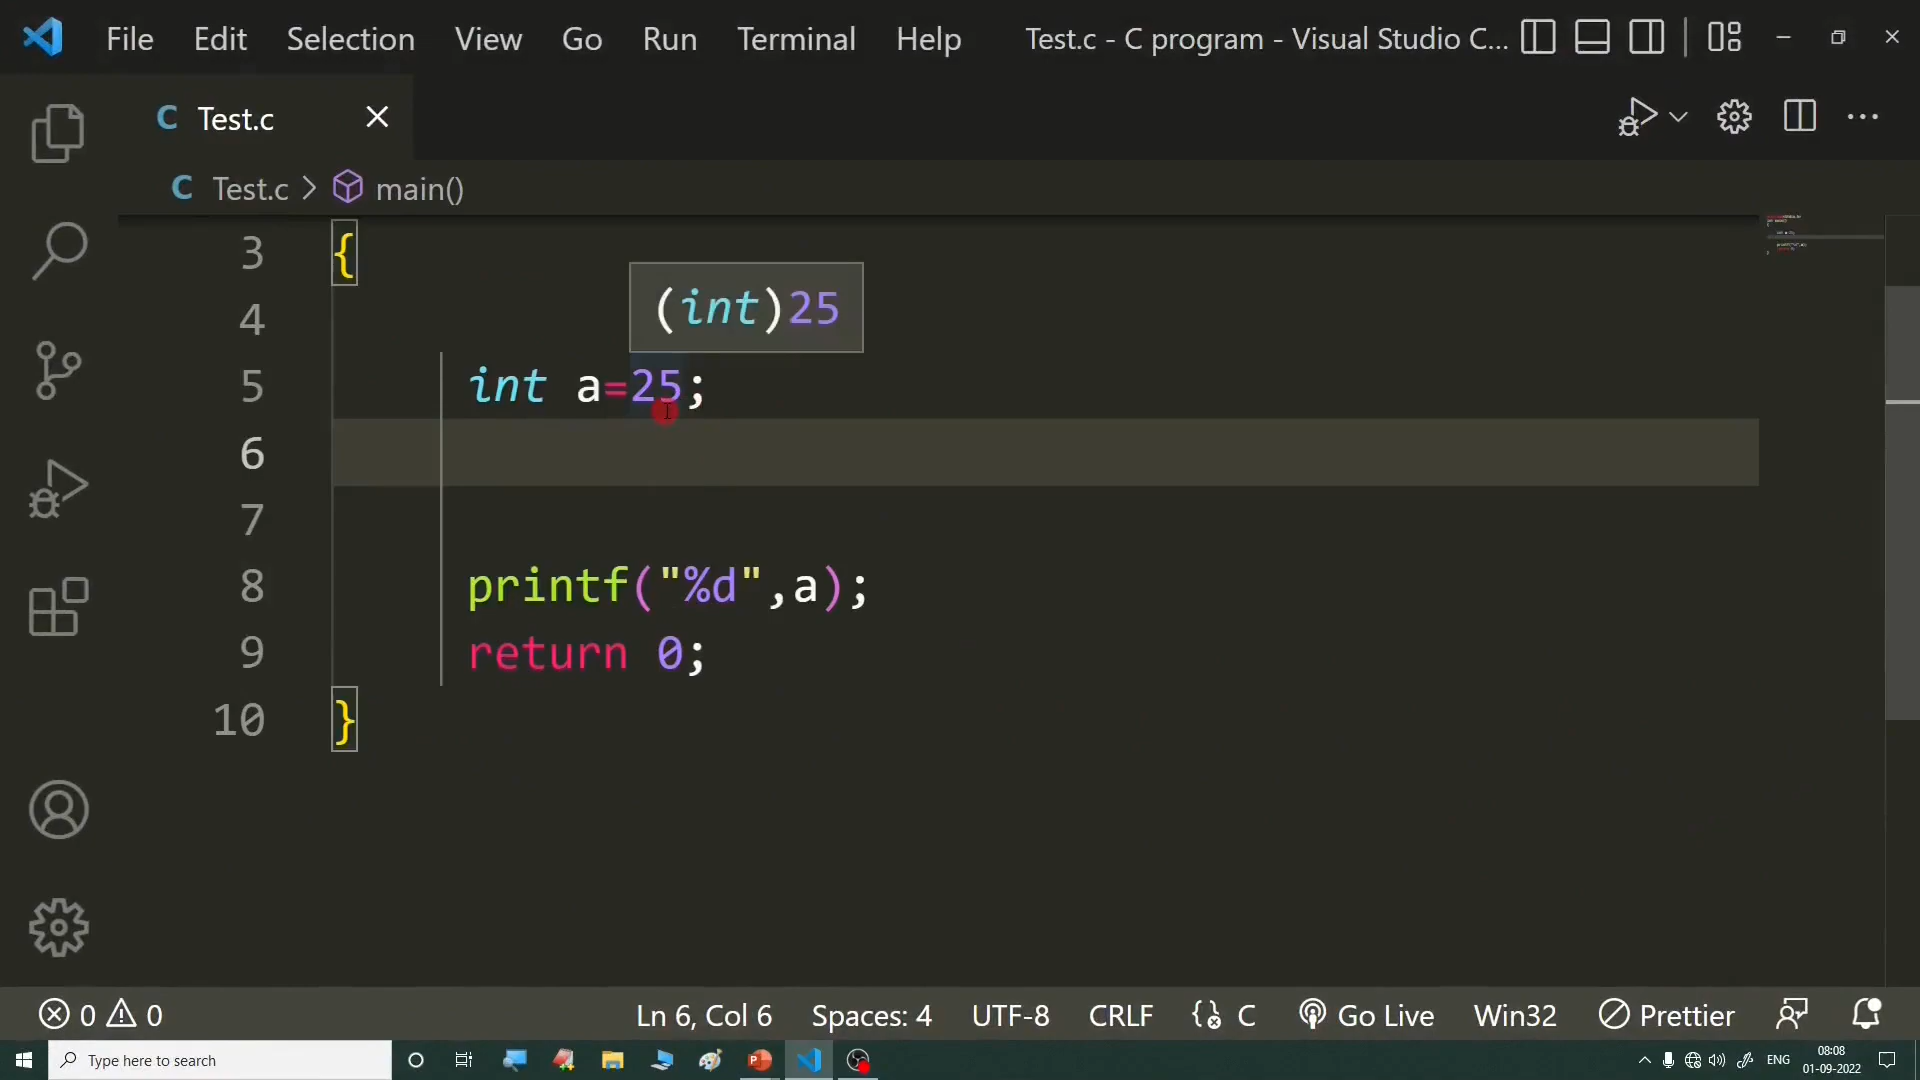 File Edit Selection View Go Run Terminal Help Test.c - C program - Visual Studio C...
C Test.c
C Test.c > main()
3 {
4
(int)25
5 int a=25;
6
7
8 printf("%d",a);
9 return 0;
10 }
0 0 Ln 6, Col 6 Spaces: 4 UTF-8 CRLF C Go Live Win32 Prettier
Type here to search
ENG
08:08
01-09-2022